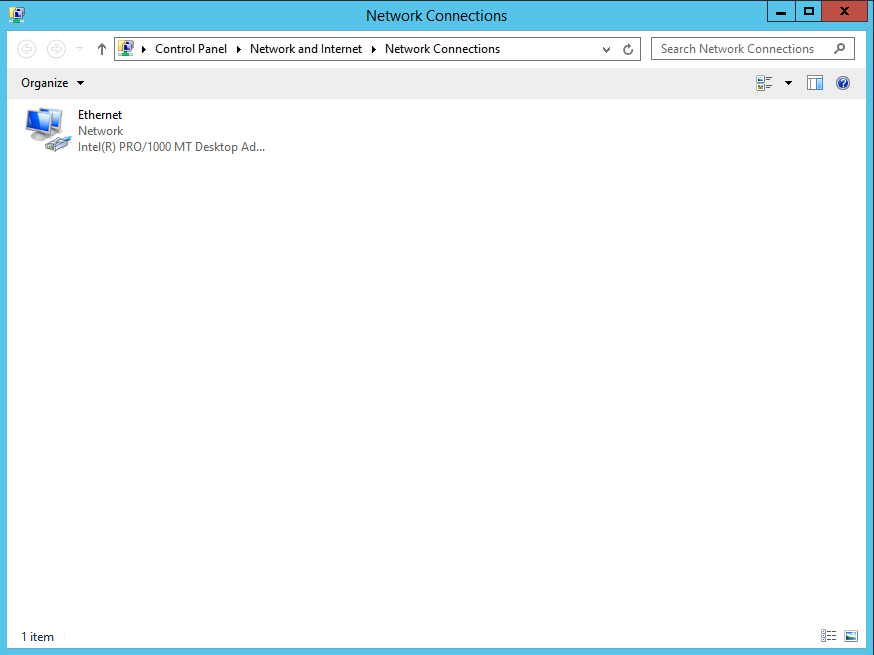 Network Connections
Control Panel Network and Internet Network Connections
Search Network Connections
Organize
Ethernet
Network
Intel(R) PRO/1000 MT Desktop Ad...
1 item